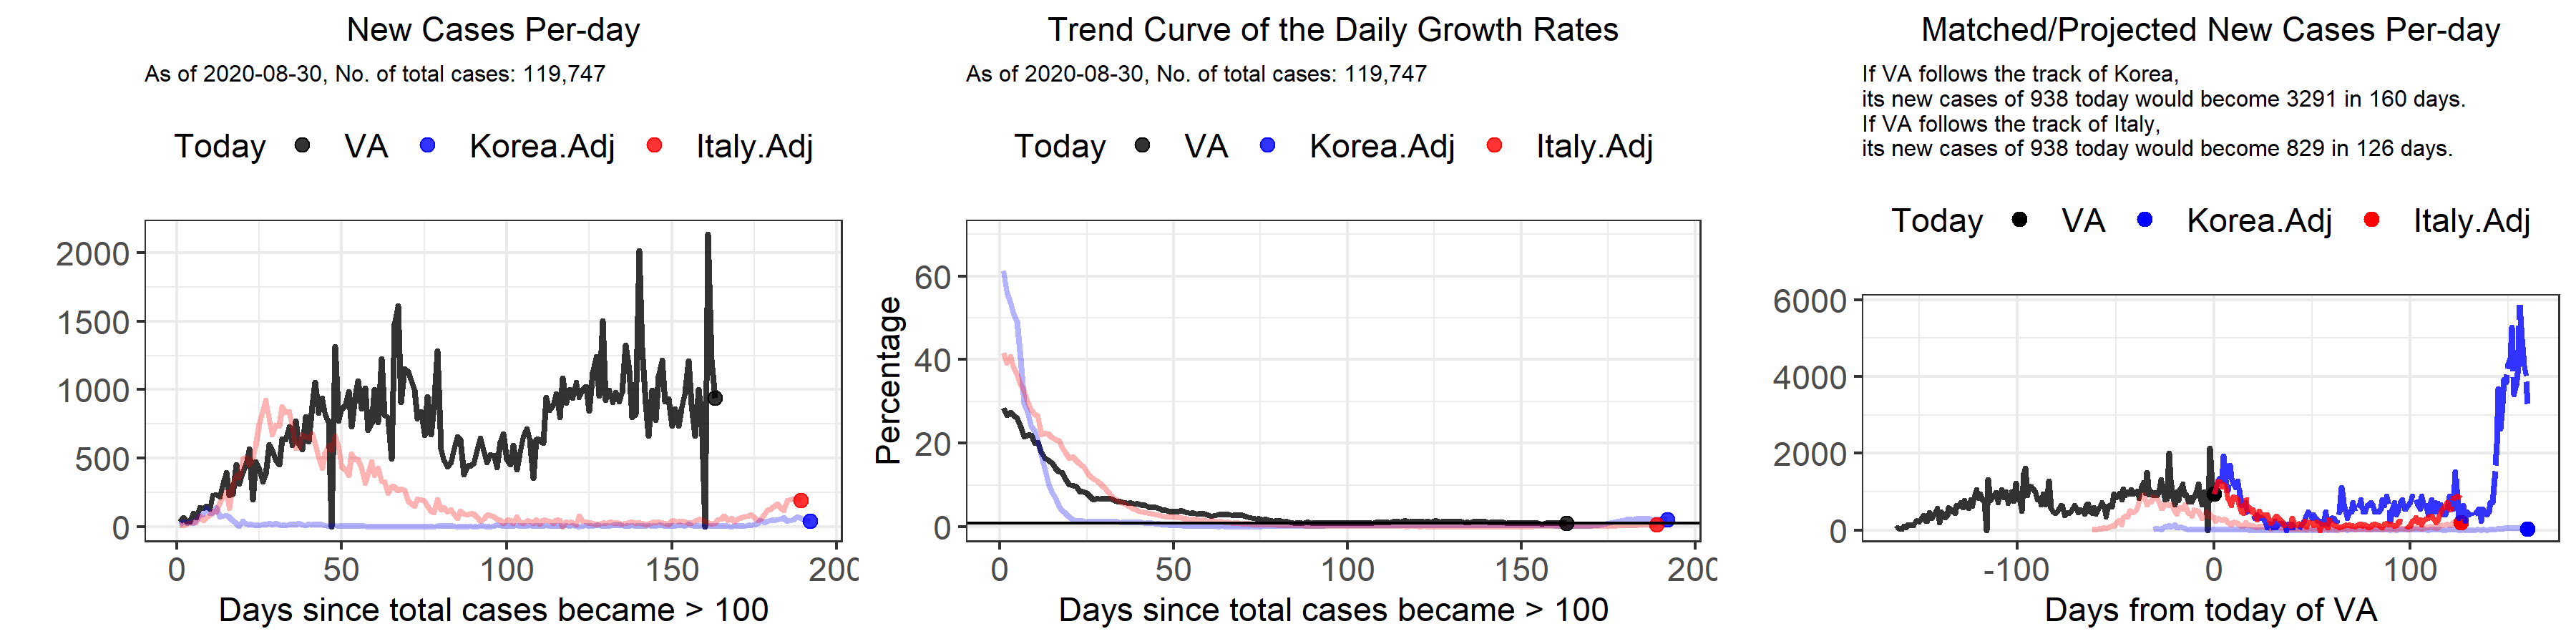 New Cases Per-day
As of 2020-08-30, No. of total cases: 119,747
Today VA Korea.Adj Italy.Adj
2000
1500
1000
500
0
0 50 100 150 200
Days since total cases became > 100
Trend Curve of the Daily Growth Rates
As of 2020-08-30, No. of total cases: 119,747
Today VA Korea.Adj Italy.Adj
Percentage
60
40
20
0
0 50 100 150 200
Days since total cases became > 100
Matched/Projected New Cases Per-day
If VA follows the track of Korea,
its new cases of 938 today would become 3291 in 160 days.
If VA follows the track of Italy,
its new cases of 938 today would become 829 in 126 days.
Today VA Korea.Adj Italy.Adj
6000
4000
2000
0
-100 0 100
Days from today of VA